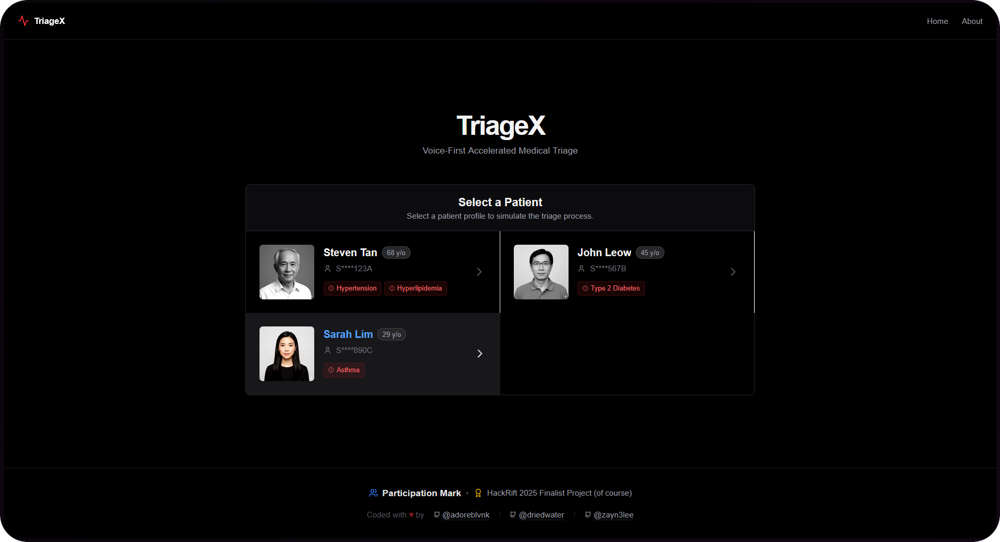 TriageX
Home About
TriageX
Voice-First Accelerated Medical Triage
Select a Patient
Select a patient profile to simulate the triage process.
Steven Tan 68 y/o
S****123A
Hypertension Hyperlipidemia
John Leow 45 y/o
S****567B
Type 2 Diabetes
Sarah Lim 29 y/o
S****890C
Asthma
Participation Mark • HackRift 2025 Finalist Project (of course)
Coded with ♥ by @adoreblvnk / @driedwater / @zayn3lee